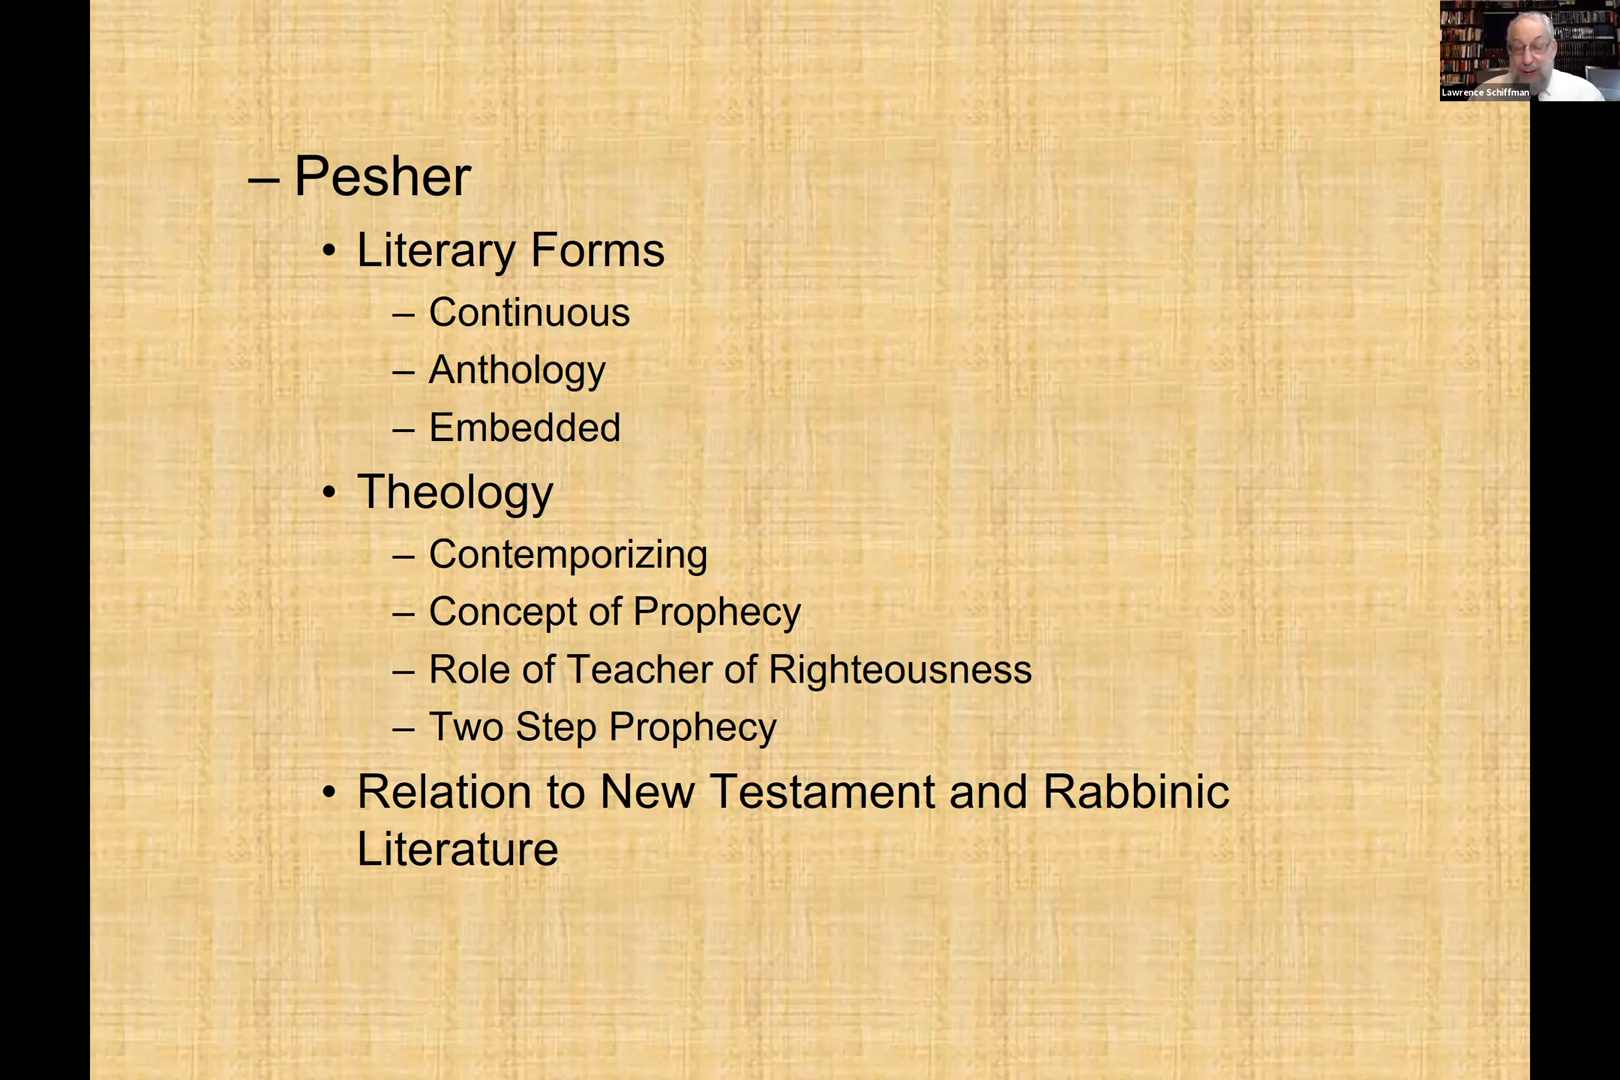 Lawrence Schiffman
– Pesher
• Literary Forms
– Continuous
– Anthology
– Embedded
• Theology
– Contemporizing
– Concept of Prophecy
– Role of Teacher of Righteousness
– Two Step Prophecy
• Relation to New Testament and Rabbinic
Literature